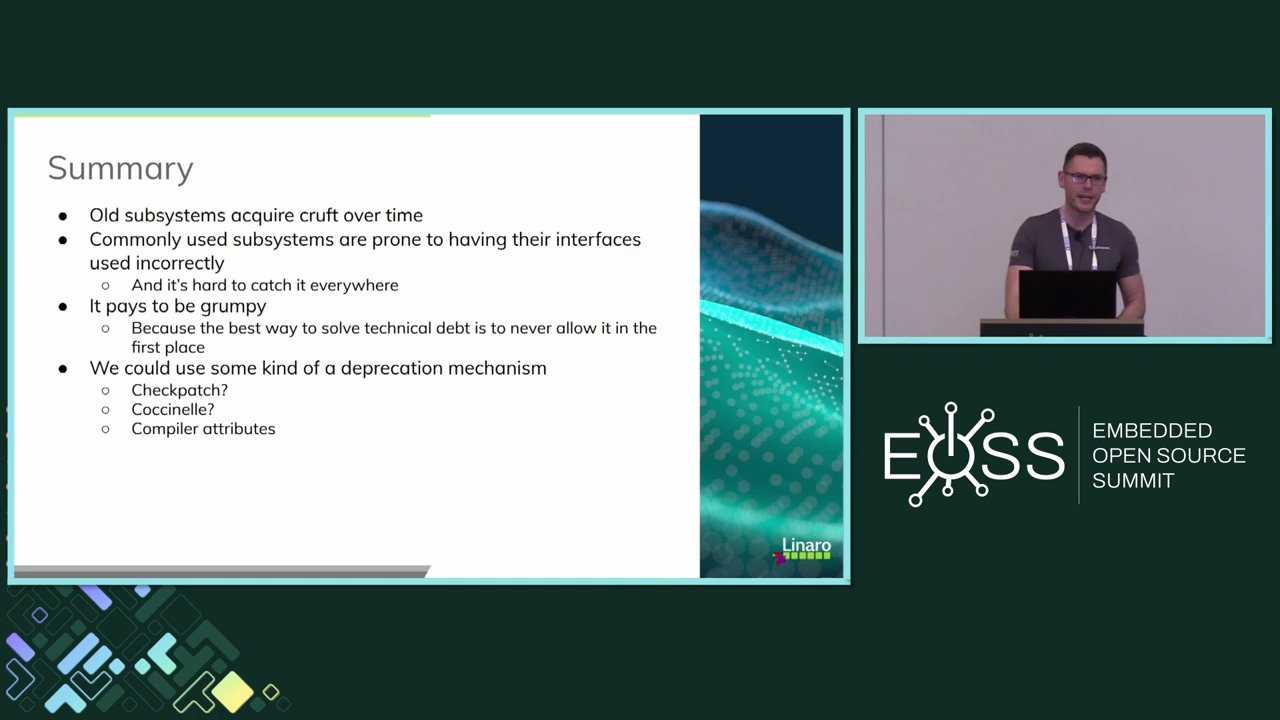 Summary
● Old subsystems acquire cruft over time
● Commonly used subsystems are prone to having their interfaces
used incorrectly
○ And it's hard to catch it everywhere
● It pays to be grumpy
○ Because the best way to solve technical debt is to never allow it in the
first place
● We could use some kind of a deprecation mechanism
○ Checkpatch?
○ Coccinelle?
○ Compiler attributes
Linaro
EOSS
EMBEDDED
OPEN SOURCE
SUMMIT